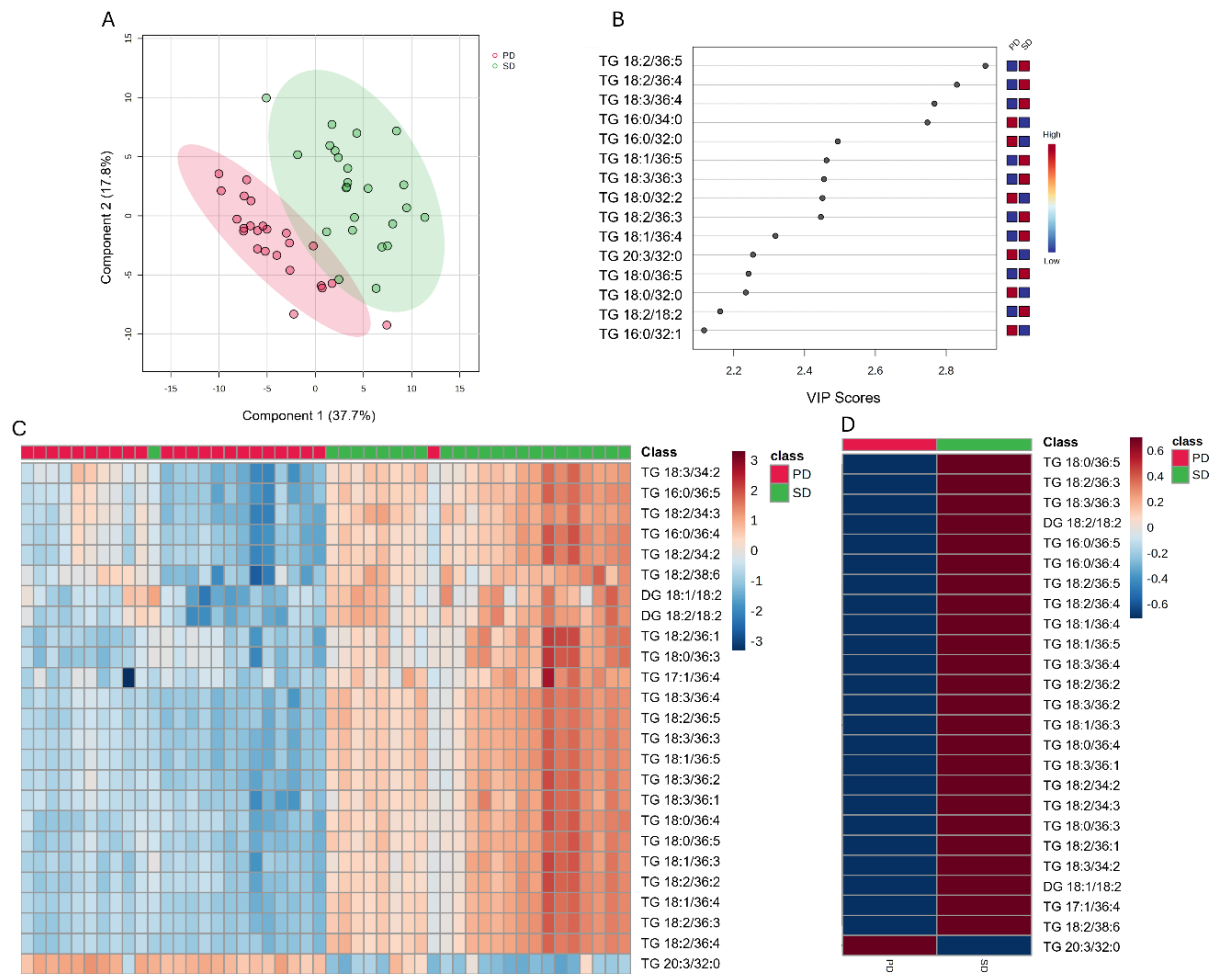 A
PD
SD
15
10
5
0
-5
-10
-15
-10
-5
0
5
10
15
Component 2 (17.8%)
Component 1 (37.7%)
B
TG 18:2/36:5
TG 18:2/36:4
TG 18:3/36:4
TG 16:0/34:0
TG 16:0/32:0
TG 18:1/36:5
TG 18:3/36:3
TG 18:0/32:2
TG 18:2/36:3
TG 18:1/36:4
TG 20:3/32:0
TG 18:0/36:5
TG 18:0/32:0
TG 18:2/18:2
TG 16:0/32:1
PD SD
High
Low
2.2 2.4 2.6 2.8
VIP Scores
C
Class
TG 18:3/34:2
TG 16:0/36:5
TG 18:2/34:3
TG 16:0/36:4
TG 18:2/34:2
TG 18:2/38:6
DG 18:1/18:2
DG 18:2/18:2
TG 18:2/36:1
TG 18:0/36:3
TG 17:1/36:4
TG 18:3/36:4
TG 18:2/36:5
TG 18:3/36:3
TG 18:1/36:5
TG 18:3/36:2
TG 18:3/36:1
TG 18:0/36:4
TG 18:0/36:5
TG 18:1/36:3
TG 18:2/36:2
TG 18:1/36:4
TG 18:2/36:3
TG 18:2/36:4
TG 20:3/32:0
3
2
1
0
-1
-2
-3
class
PD
SD
D
Class
TG 18:0/36:5
TG 18:2/36:3
TG 18:3/36:3
DG 18:2/18:2
TG 16:0/36:5
TG 16:0/36:4
TG 18:2/36:5
TG 18:2/36:4
TG 18:1/36:4
TG 18:1/36:5
TG 18:3/36:4
TG 18:2/36:2
TG 18:3/36:2
TG 18:1/36:3
TG 18:0/36:4
TG 18:3/36:1
TG 18:2/34:2
TG 18:2/34:3
TG 18:0/36:3
TG 18:2/36:1
TG 18:3/34:2
DG 18:1/18:2
TG 17:1/36:4
TG 18:2/38:6
TG 20:3/32:0
PD
SD
0.6
0.4
0.2
0
-0.2
-0.4
-0.6
class
PD
SD